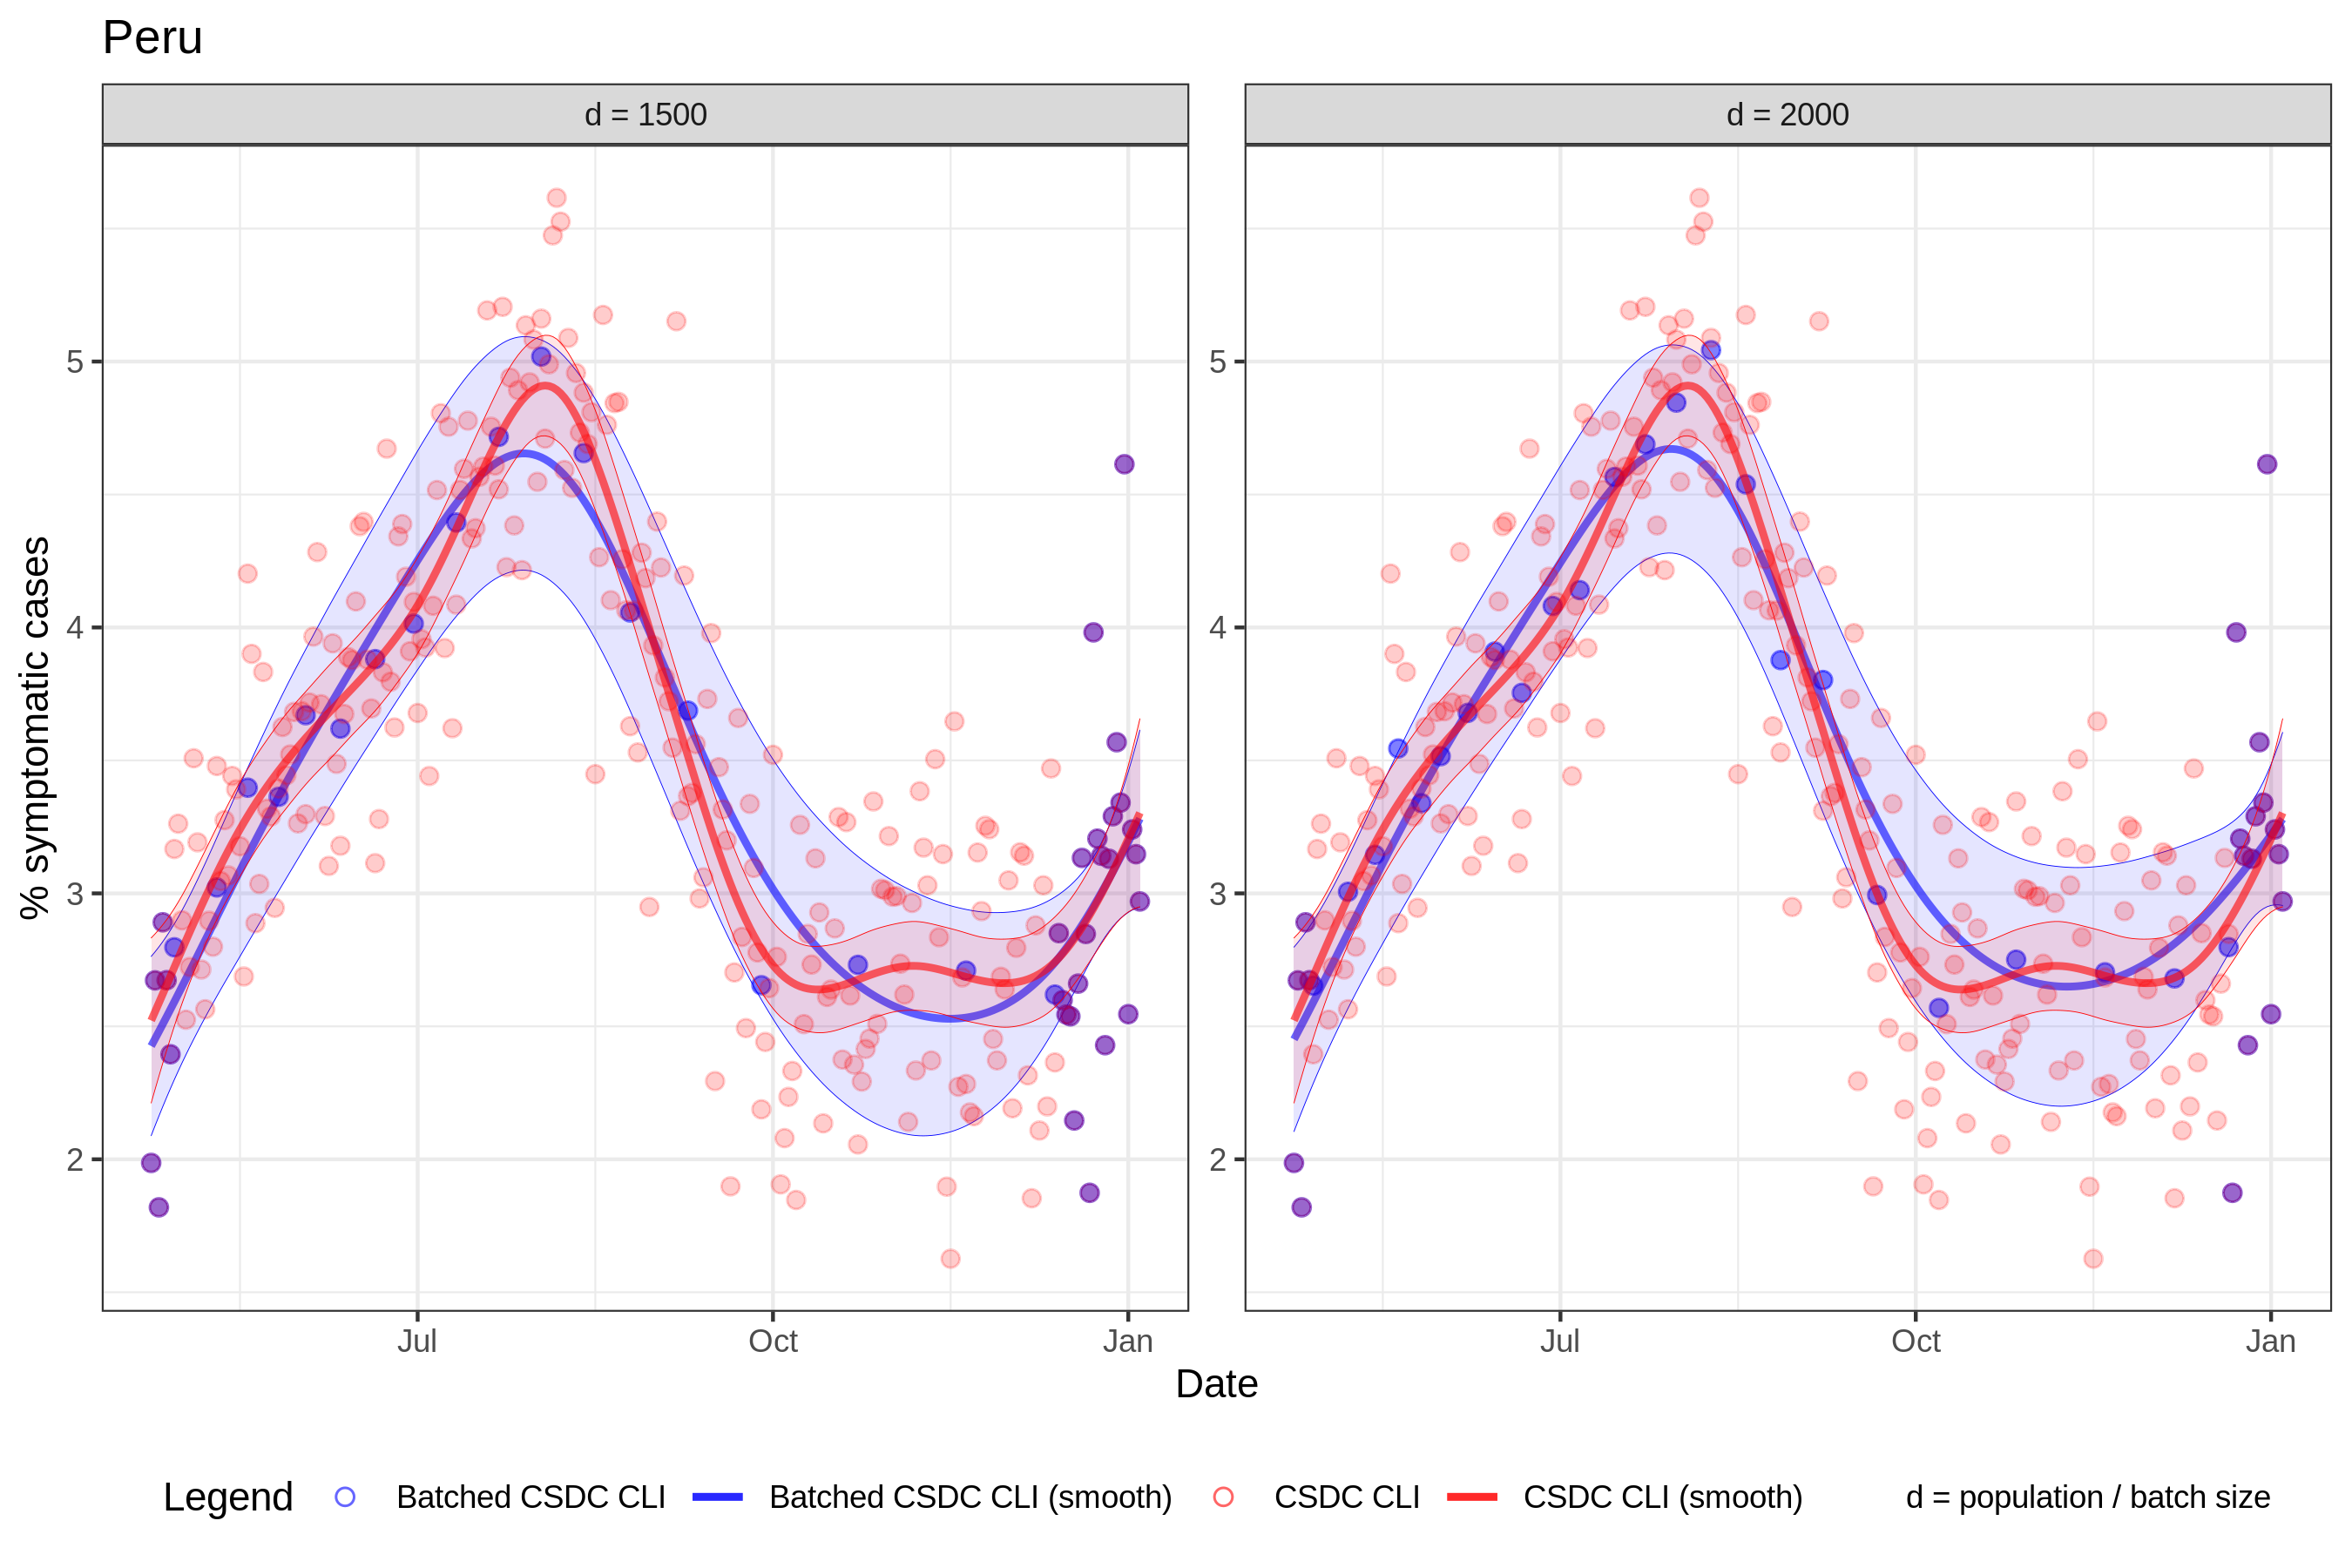 Peru
d = 1500
d = 2000
% symptomatic cases
5
4
3
2
5
4
3
2
Jul
Oct
Jan
Jul
Oct
Jan
Date
Legend
Batched CSDC CLI
Batched CSDC CLI (smooth)
CSDC CLI
CSDC CLI (smooth)
d = population / batch size